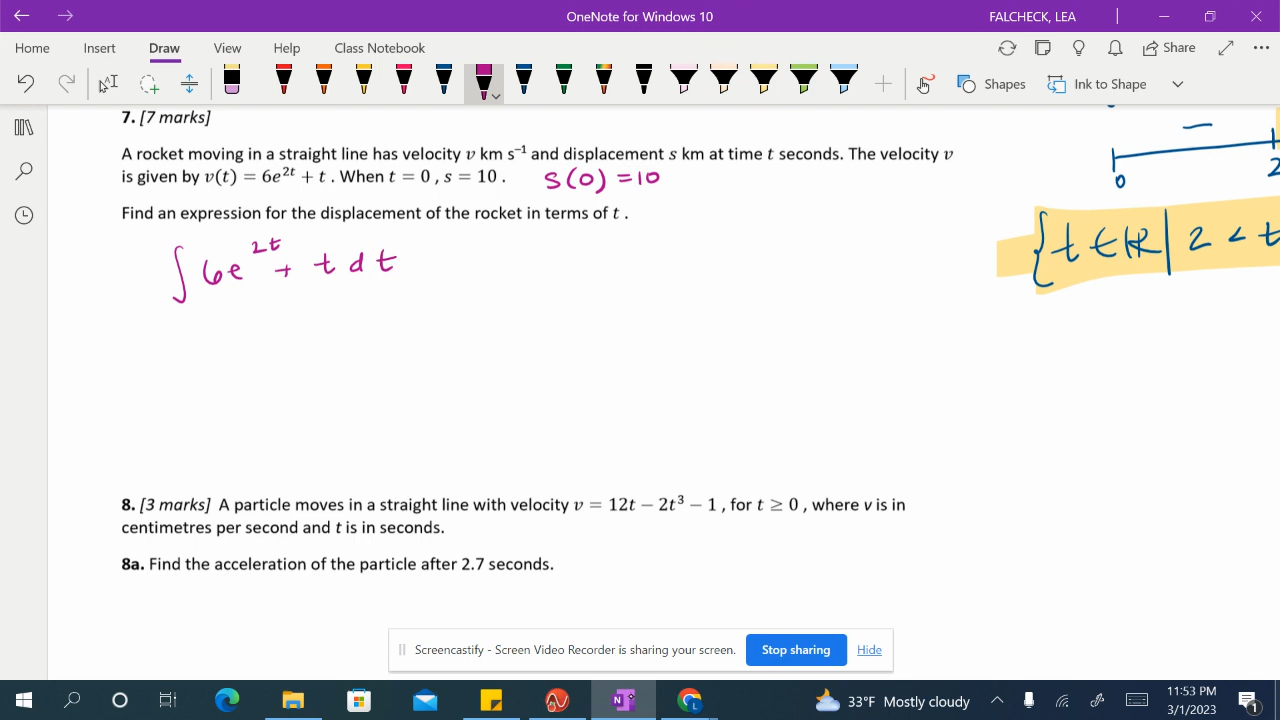 OneNote for Windows 10
FALCHECK, LEA
Home Insert Draw View Help Class Notebook Share
Shapes Ink to Shape
7. [7 marks]
A rocket moving in a straight line has velocity v km s⁻¹ and displacement s km at time t seconds. The velocity v
is given by v(t) = 6e²ᵗ + t . When t = 0 , s = 10 . s(0) = 10
Find an expression for the displacement of the rocket in terms of t .
∫ 6e²ᵗ + t dt
0 2
{ t ∈ ℝ | 2 < t
8. [3 marks] A particle moves in a straight line with velocity v = 12t − 2t³ − 1 , for t ≥ 0 , where v is in
centimetres per second and t is in seconds.
8a. Find the acceleration of the particle after 2.7 seconds.
Screencastify - Screen Video Recorder is sharing your screen. Stop sharing Hide
33°F Mostly cloudy
11:53 PM
3/1/2023
1